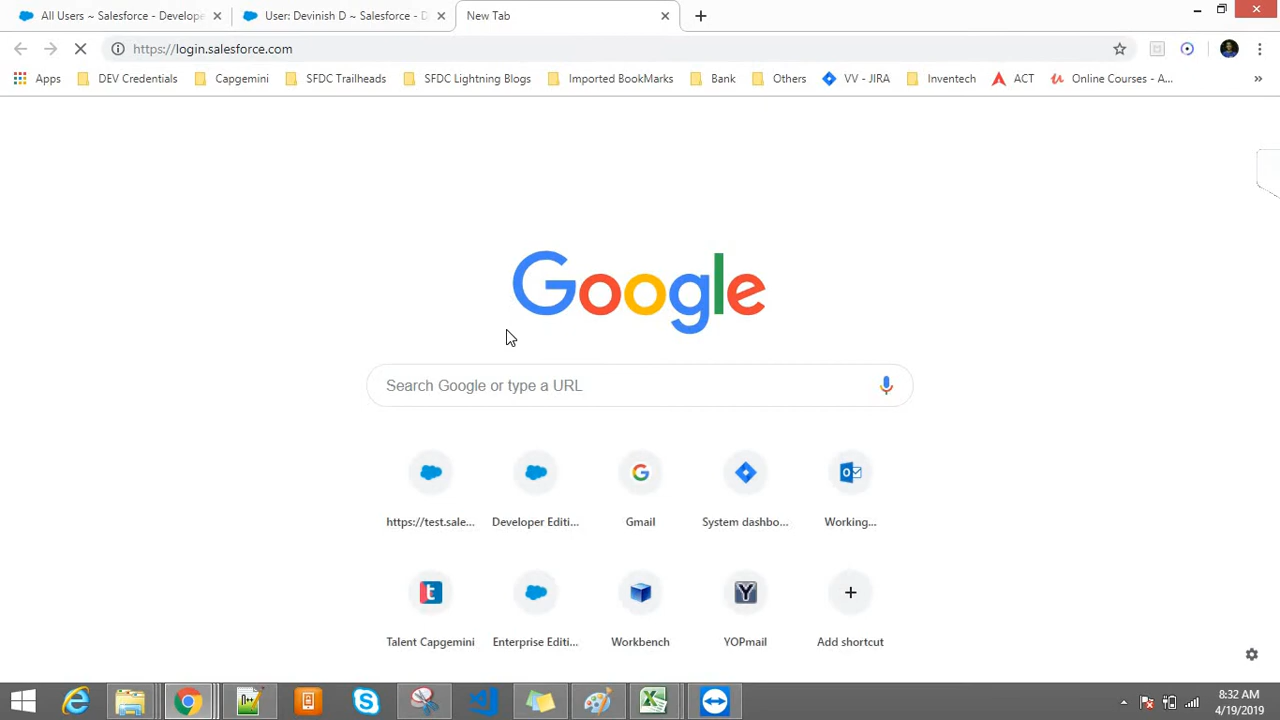 All Users ~ Salesforce - Develope
User: Devinish D ~ Salesforce - D
New Tab
https://login.salesforce.com
Apps
DEV Credentials
Capgemini
SFDC Trailheads
SFDC Lightning Blogs
Imported BookMarks
Bank
Others
VV - JIRA
Inventech
ACT
Online Courses - A...
»
Google
Search Google or type a URL
https://test.sale...
Developer Editi...
Gmail
System dashbo...
Working...
Talent Capgemini
Enterprise Editi...
Workbench
YOPmail
Add shortcut
8:32 AM
4/19/2019